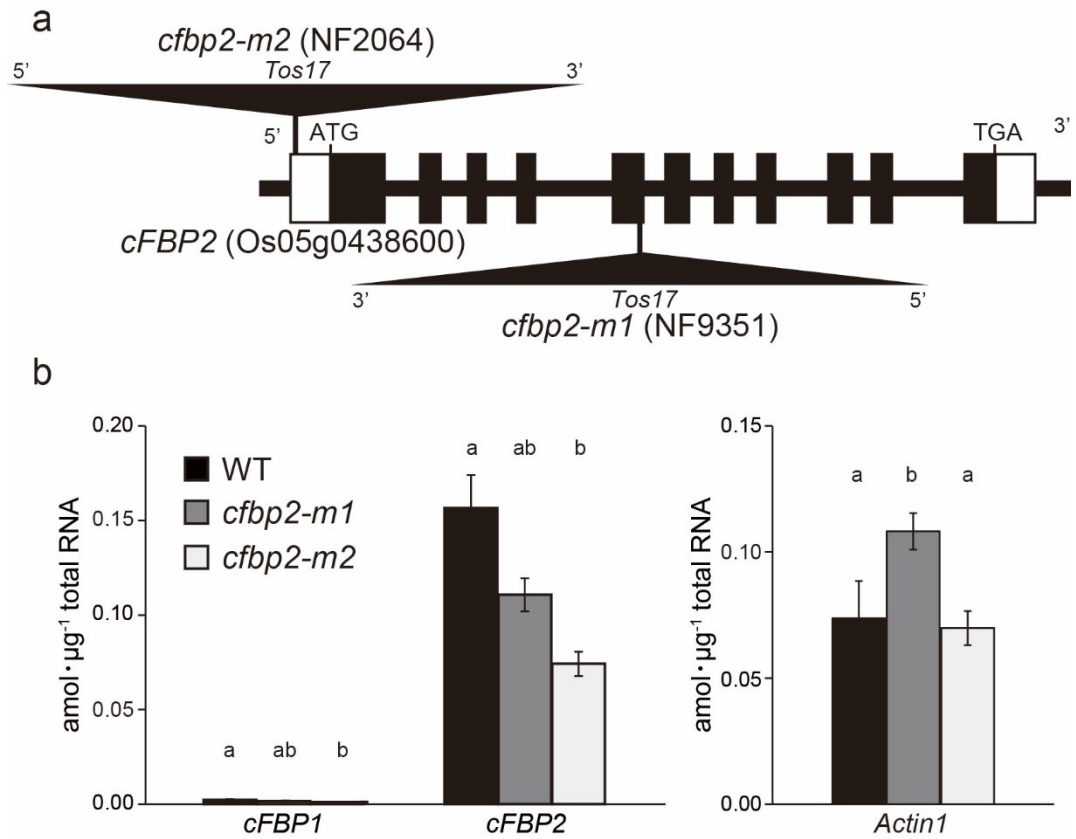 a
cfbp2-m2 (NF2064)
5’ Tos17 3’
5’ ATG TGA 3’
cFBP2 (Os05g0438600)
3’ Tos17 5’
cfbp2-m1 (NF9351)
b
amol·µg⁻¹ total RNA
0.20
0.15
0.10
0.05
0.00
WT
cfbp2-m1
cfbp2-m2
a ab b
a ab b
cFBP1 cFBP2
amol·µg⁻¹ total RNA
0.15
0.10
0.05
0.00
a b a
Actin1